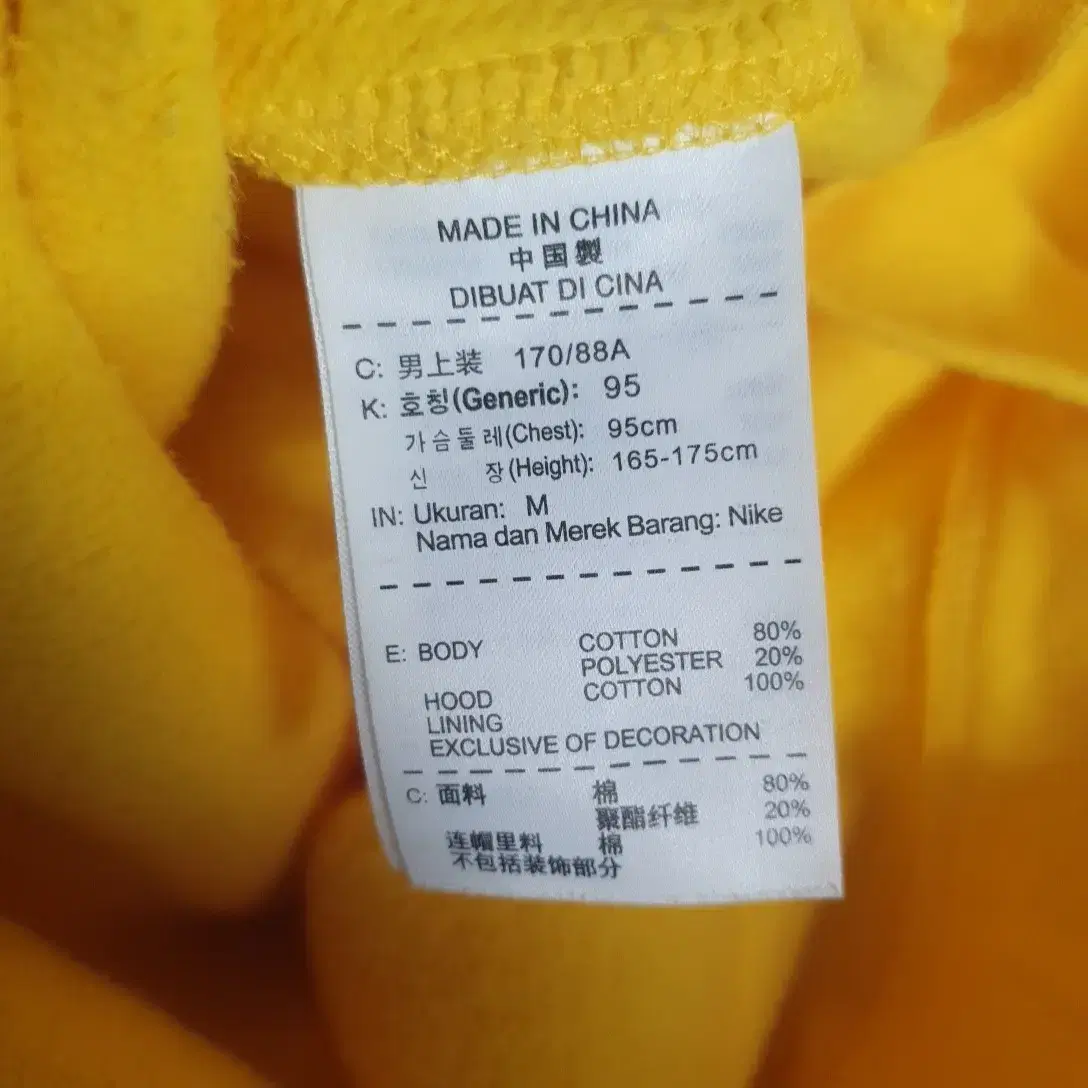 MADE IN CHINA
中国製
DIBUAT DI CINA
C: 男上装 170/88A
K: 호칭(Generic): 95
가슴둘레(Chest): 95cm
신 장(Height): 165-175cm
IN: Ukuran: M
Nama dan Merek Barang: Nike
E: BODY COTTON 80%
POLYESTER 20%
HOOD COTTON 100%
LINING
EXCLUSIVE OF DECORATION
C: 面料 棉 80%
聚酯纤维 20%
连帽里料 棉 100%
不包括装饰部分